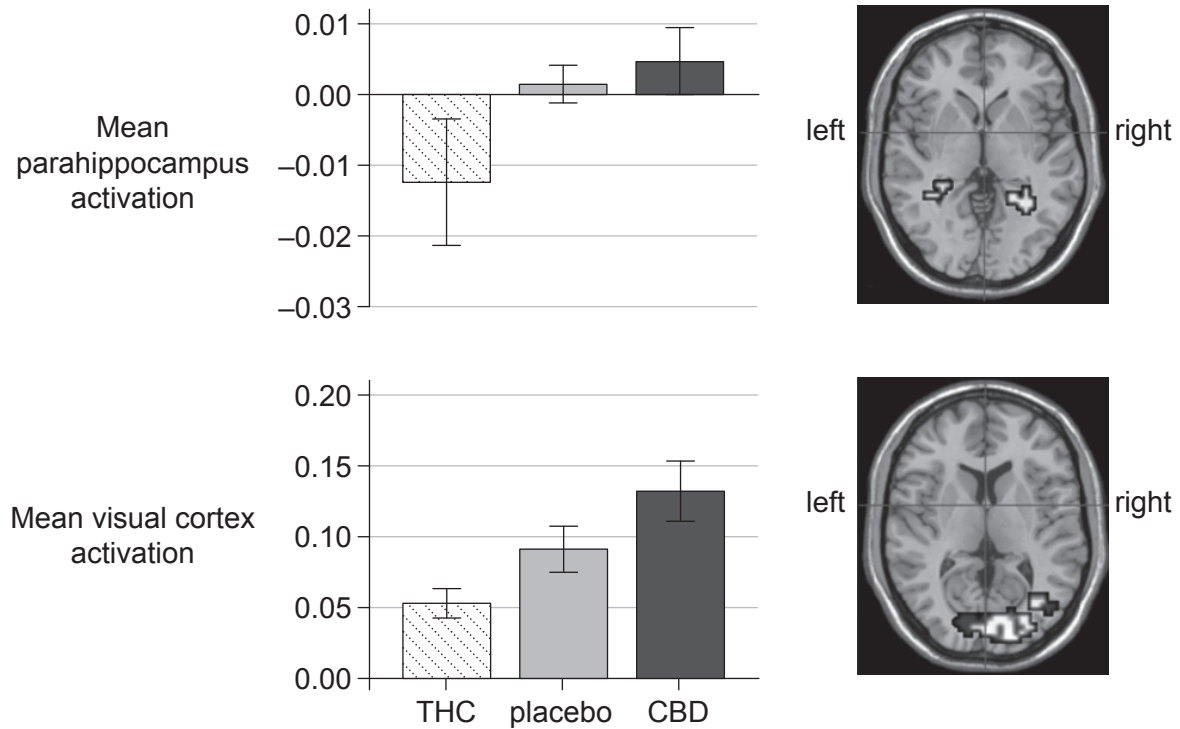 0.01
0.00
–0.01
–0.02
–0.03
Mean
parahippocampus
activation
left
right
0.20
0.15
0.10
0.05
0.00
Mean visual cortex
activation
left
right
THC placebo CBD